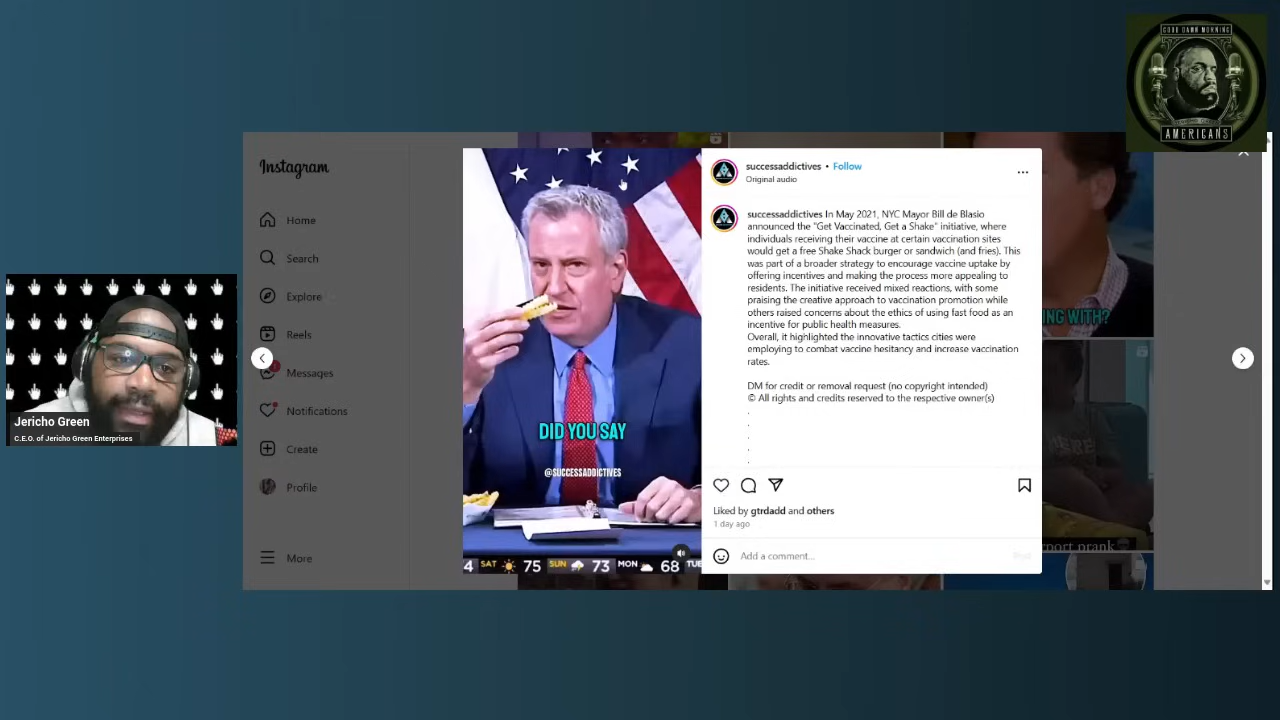 CODE DAMN MORNING
AMERICANS
Instagram
Home
Search
Explore
Reels
Messages
Notifications
Create
Profile
More
Jericho Green
C.E.O. of Jericho Green Enterprises
DID YOU SAY
@SUCCESSADDICTIVES
4 SAT 75 SUN 73 MON 68 TUE
successaddictives • Follow
Original audio
successaddictives In May 2021, NYC Mayor Bill de Blasio
announced the "Get Vaccinated, Get a Shake" initiative, where
individuals receiving their vaccine at certain vaccination sites
would get a free Shake Shack burger or sandwich (and fries). This
was part of a broader strategy to encourage vaccine uptake by
offering incentives and making the process more appealing to
residents. The initiative received mixed reactions, with some
praising the creative approach to vaccination promotion while
others raised concerns about the ethics of using fast food as an
incentive for public health measures.
Overall, it highlighted the innovative tactics cities were
employing to combat vaccine hesitancy and increase vaccination
rates.
DM for credit or removal request (no copyright intended)
© All rights and credits reserved to the respective owner(s)
.
.
.
.
.
Liked by gtrdadd and others
1 day ago
Add a comment...
Post
ING WITH?
port prank